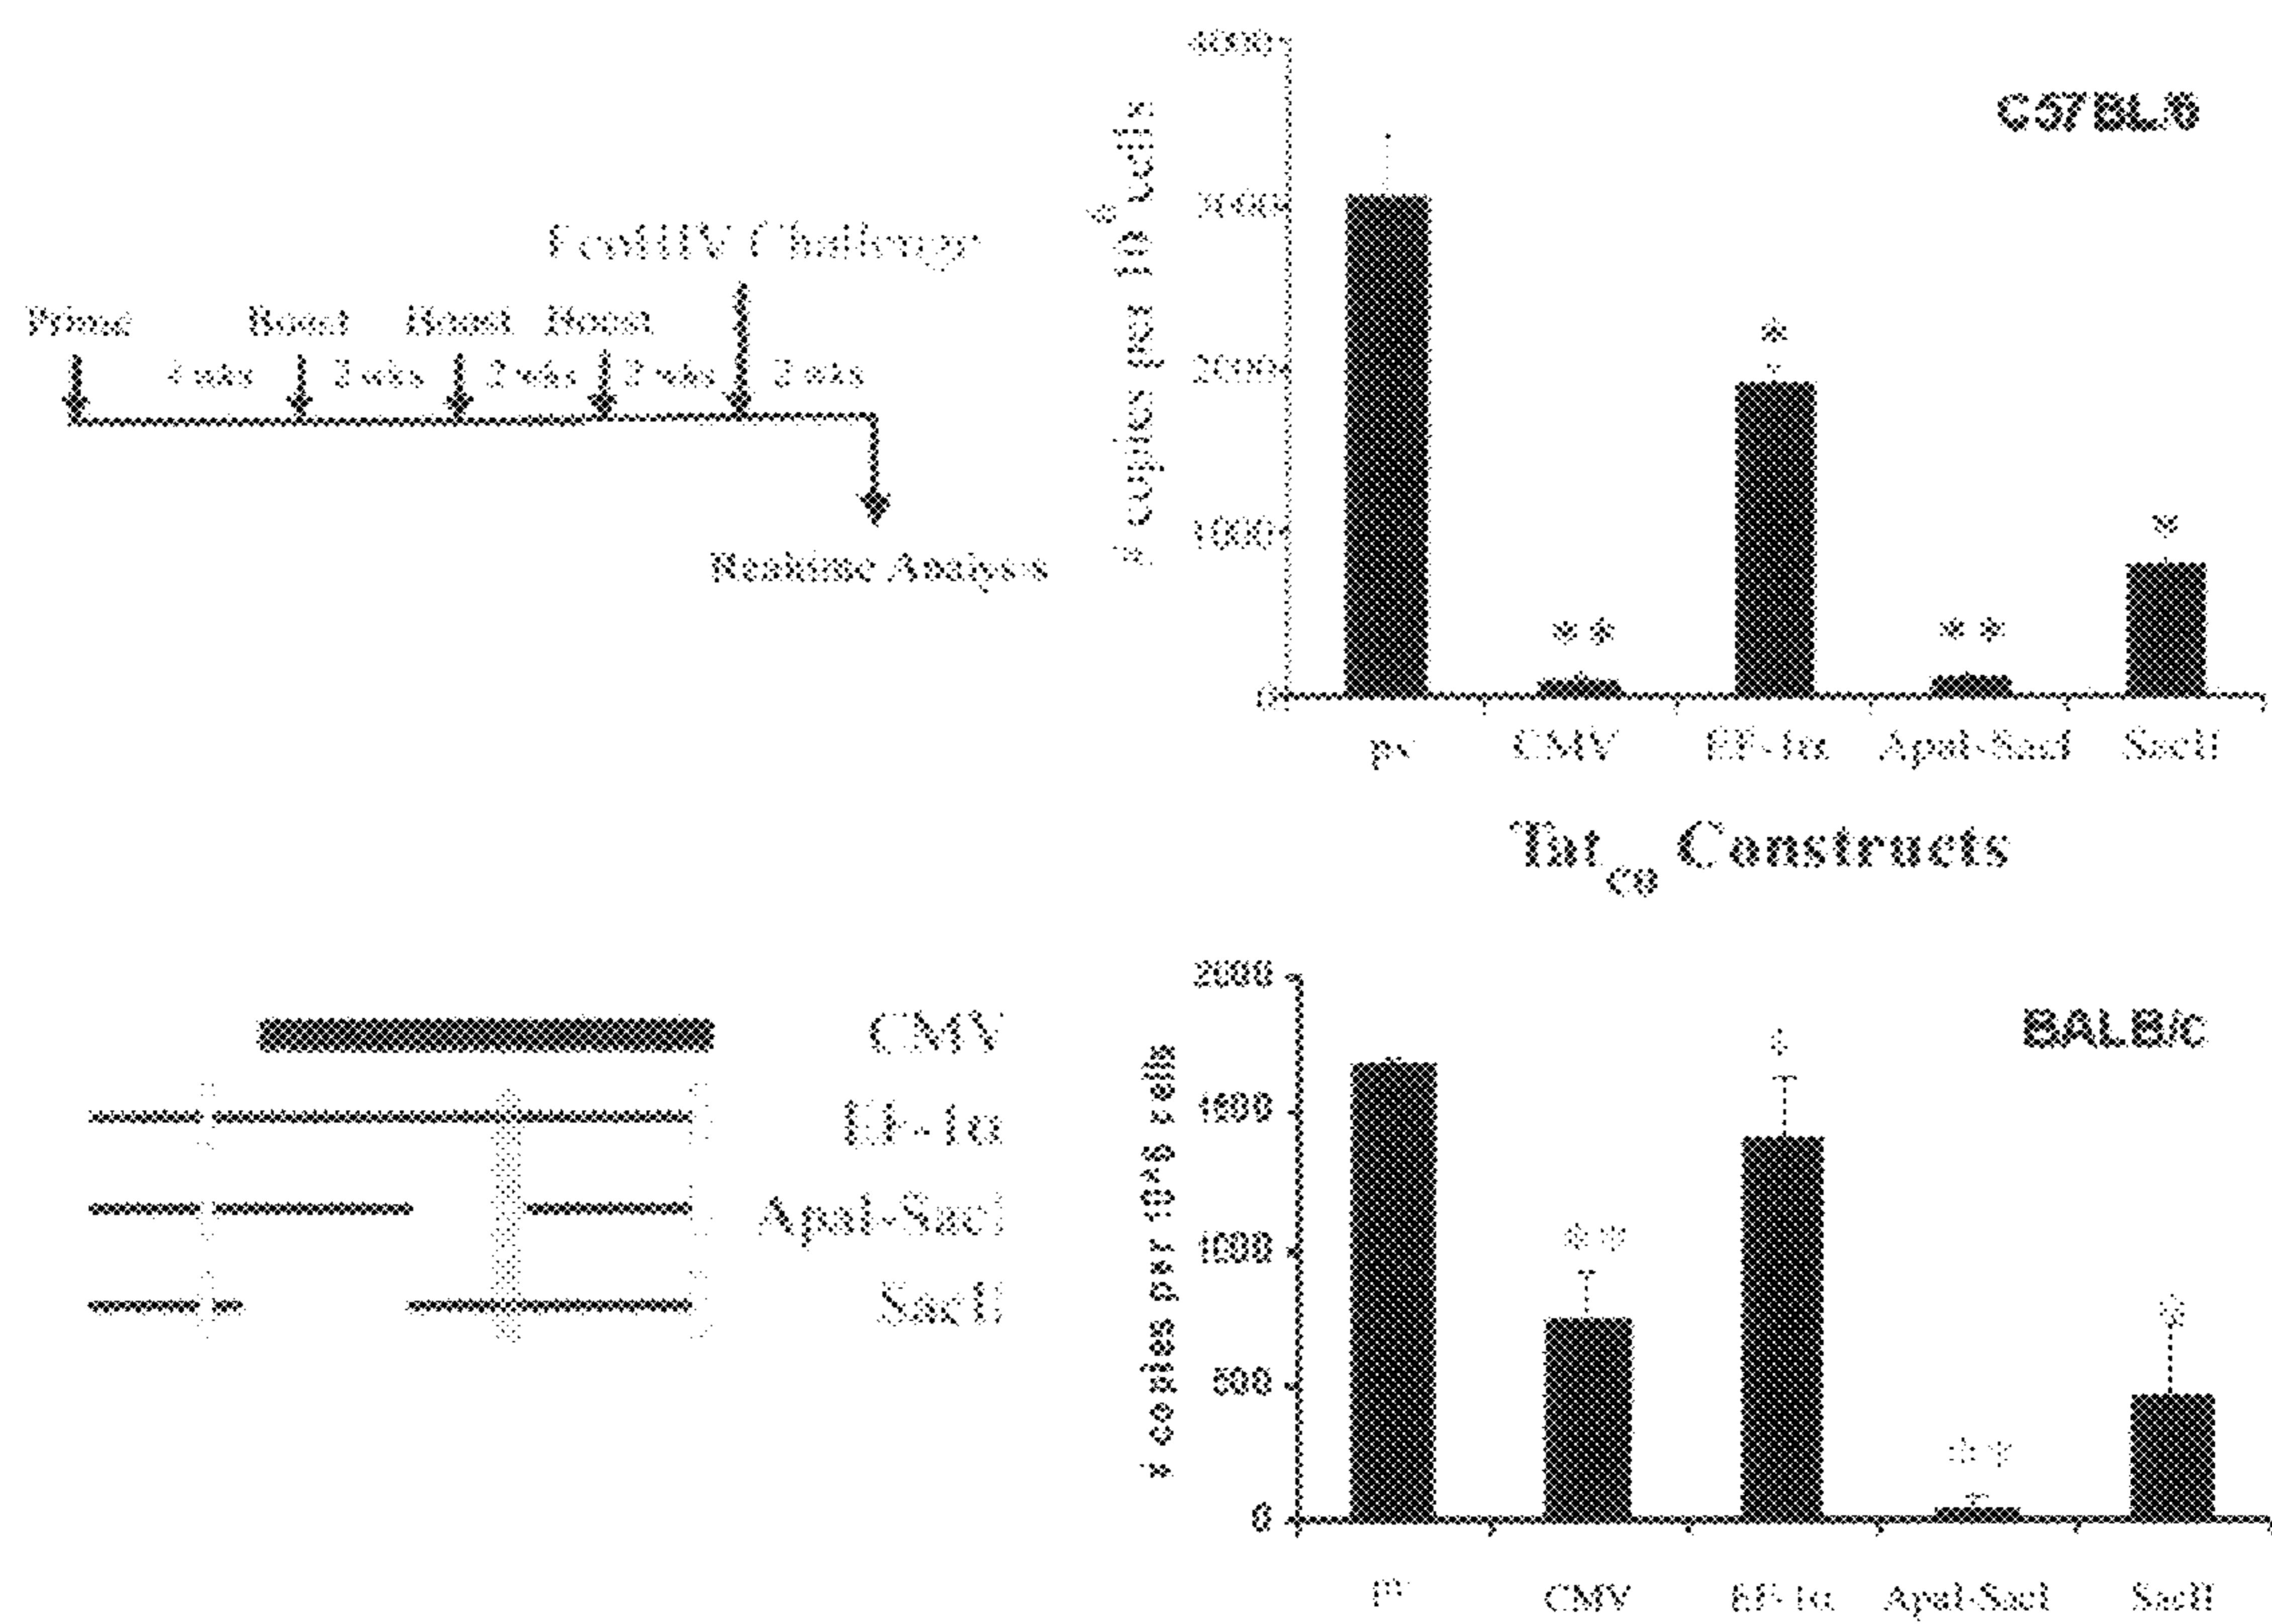 EcoHIV Challenge
Prime Boost Boost Boost
4 wks 2 wks 2 wks 2 wks 2 wks
Realtime Analysis
# copies per 10^6 cells
4000
3000
2000
1000
0
C57BL/6
*
*
** **
pv CMV EF-1α ApaI-SacI SacII
Tat_co Constructs
CMV
EF-1α
ApaI-SacI
SacII
# copies per 10^6 cells
2000
1500
1000
500
0
BALB/c
*
**
*
**
CMV EF-1α ApaI-SacI SacII